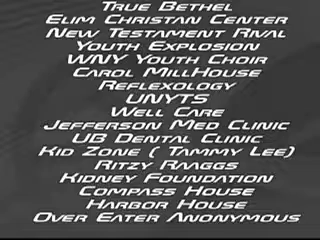 True Bethel
Elim Christan Center
New Testament Rival
Youth Explosion
WNY Youth Choir
Carol MillHouse
Reflexology
UNYTS
Well Care
Jefferson Med Clinic
UB Dental Clinic
Kid Zone ( Tammy Lee)
Ritzy Raggs
Kidney Foundation
Compass House
Harbor House
Over Eater Anonymous